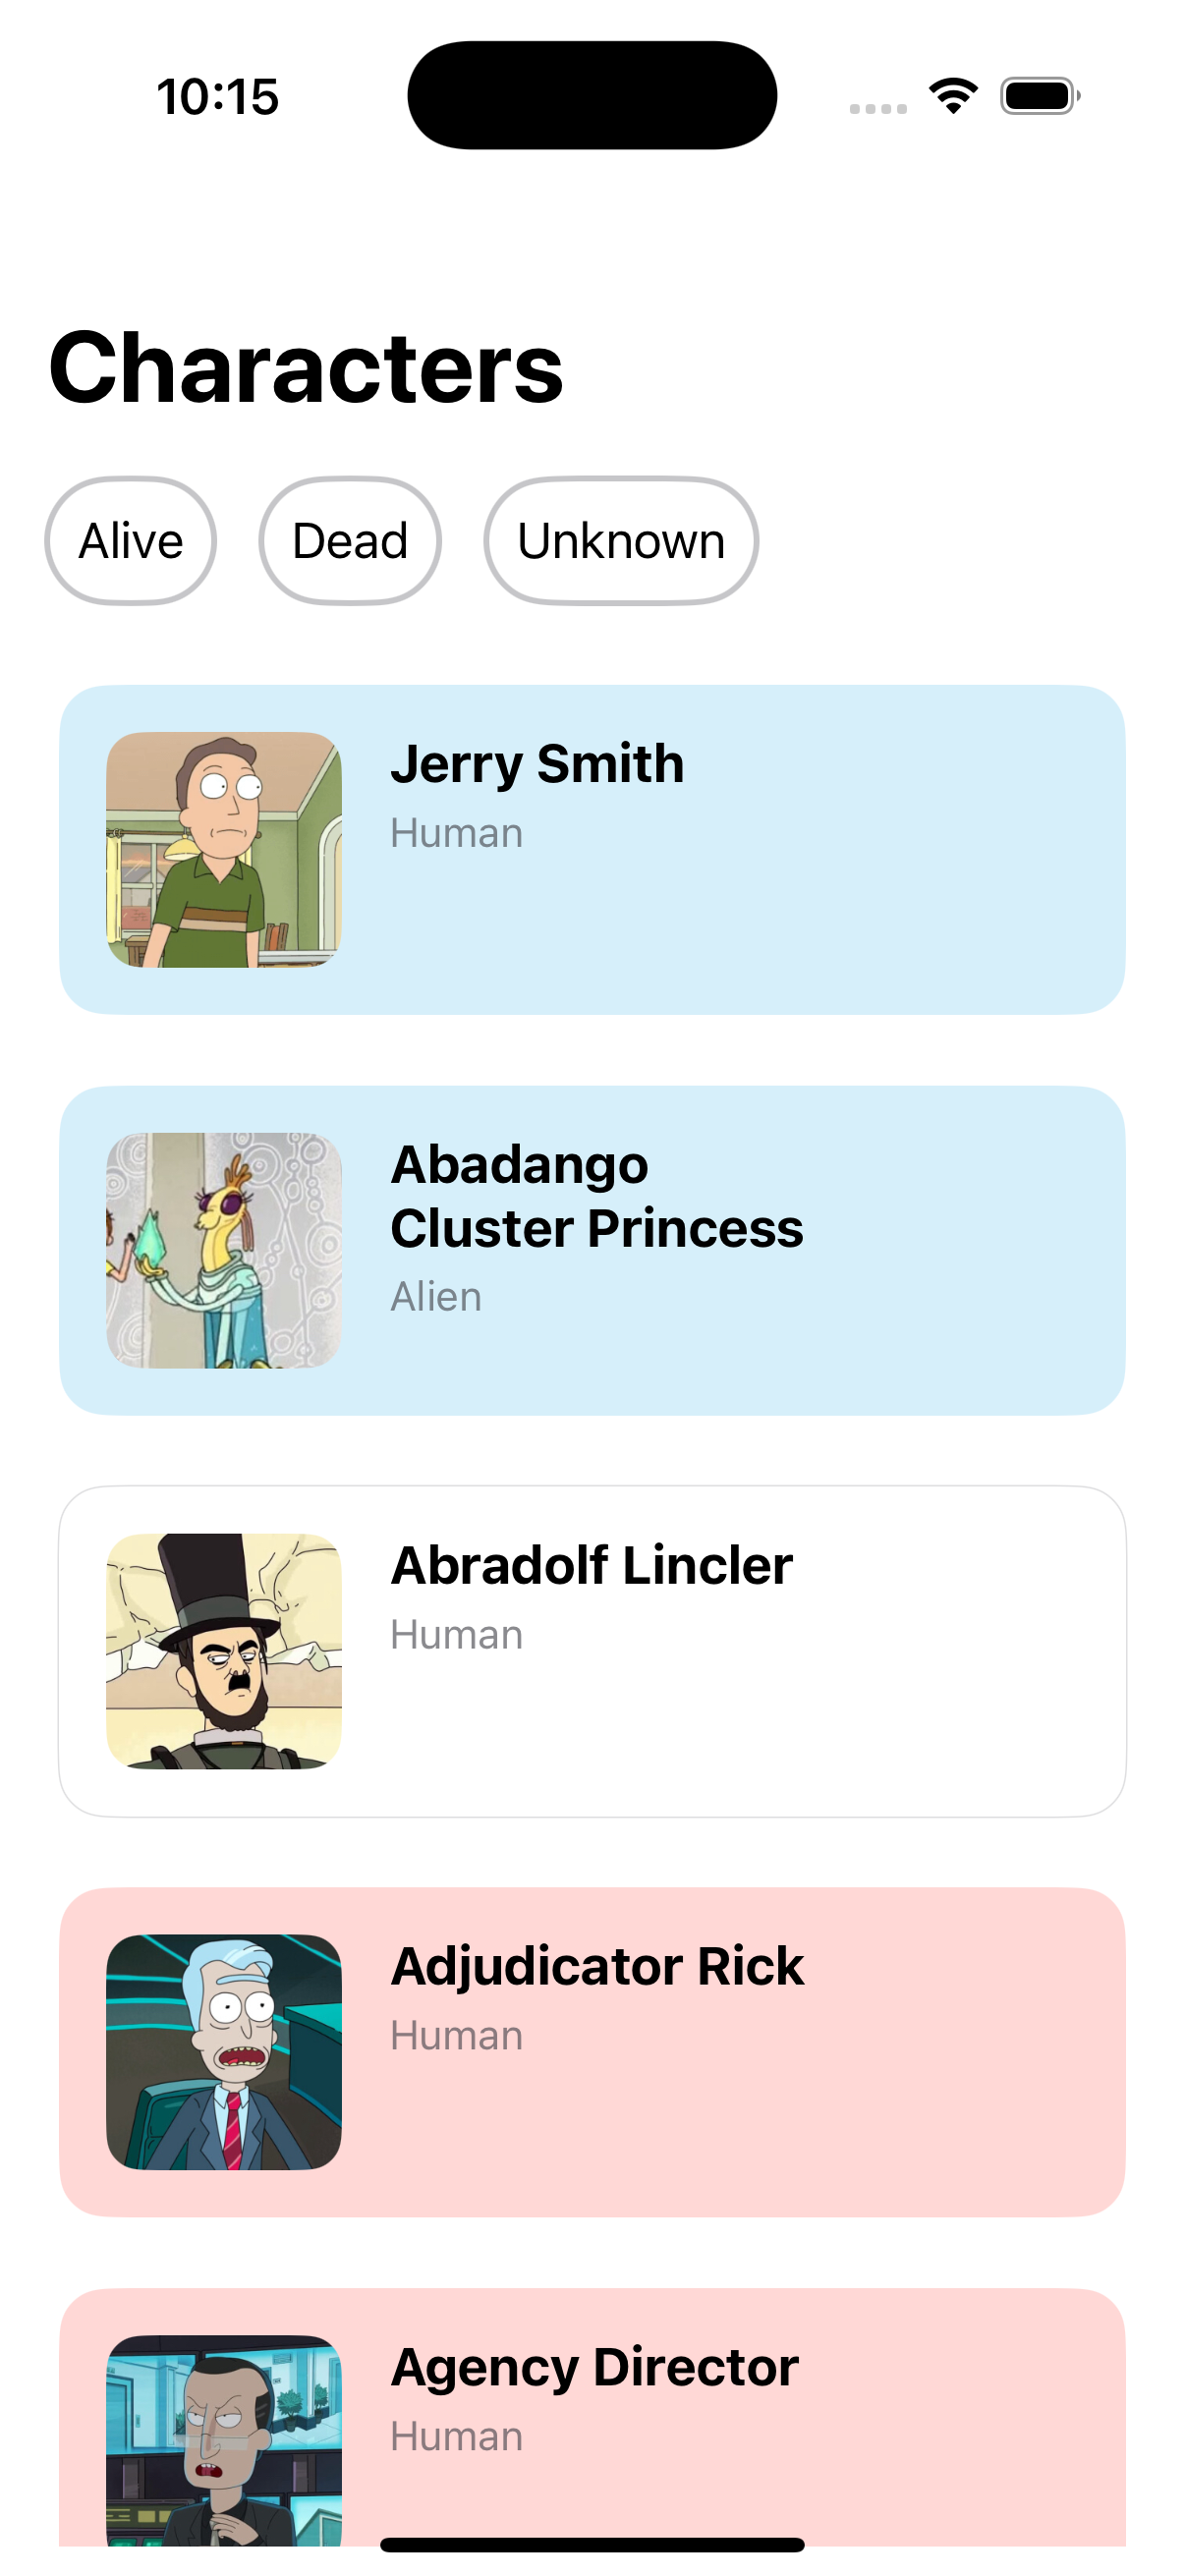 10:15
Characters
Alive
Dead
Unknown
Jerry Smith
Human
Abadango
Cluster Princess
Alien
Abradolf Lincler
Human
Adjudicator Rick
Human
Agency Director
Human